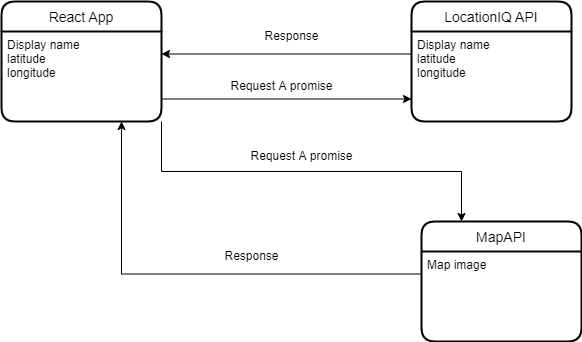 React App
LocationIQ API
Display name
latitude
longitude
Response
Request A promise
Display name
latitude
longitude
Request A promise
MapAPI
Map image
Response